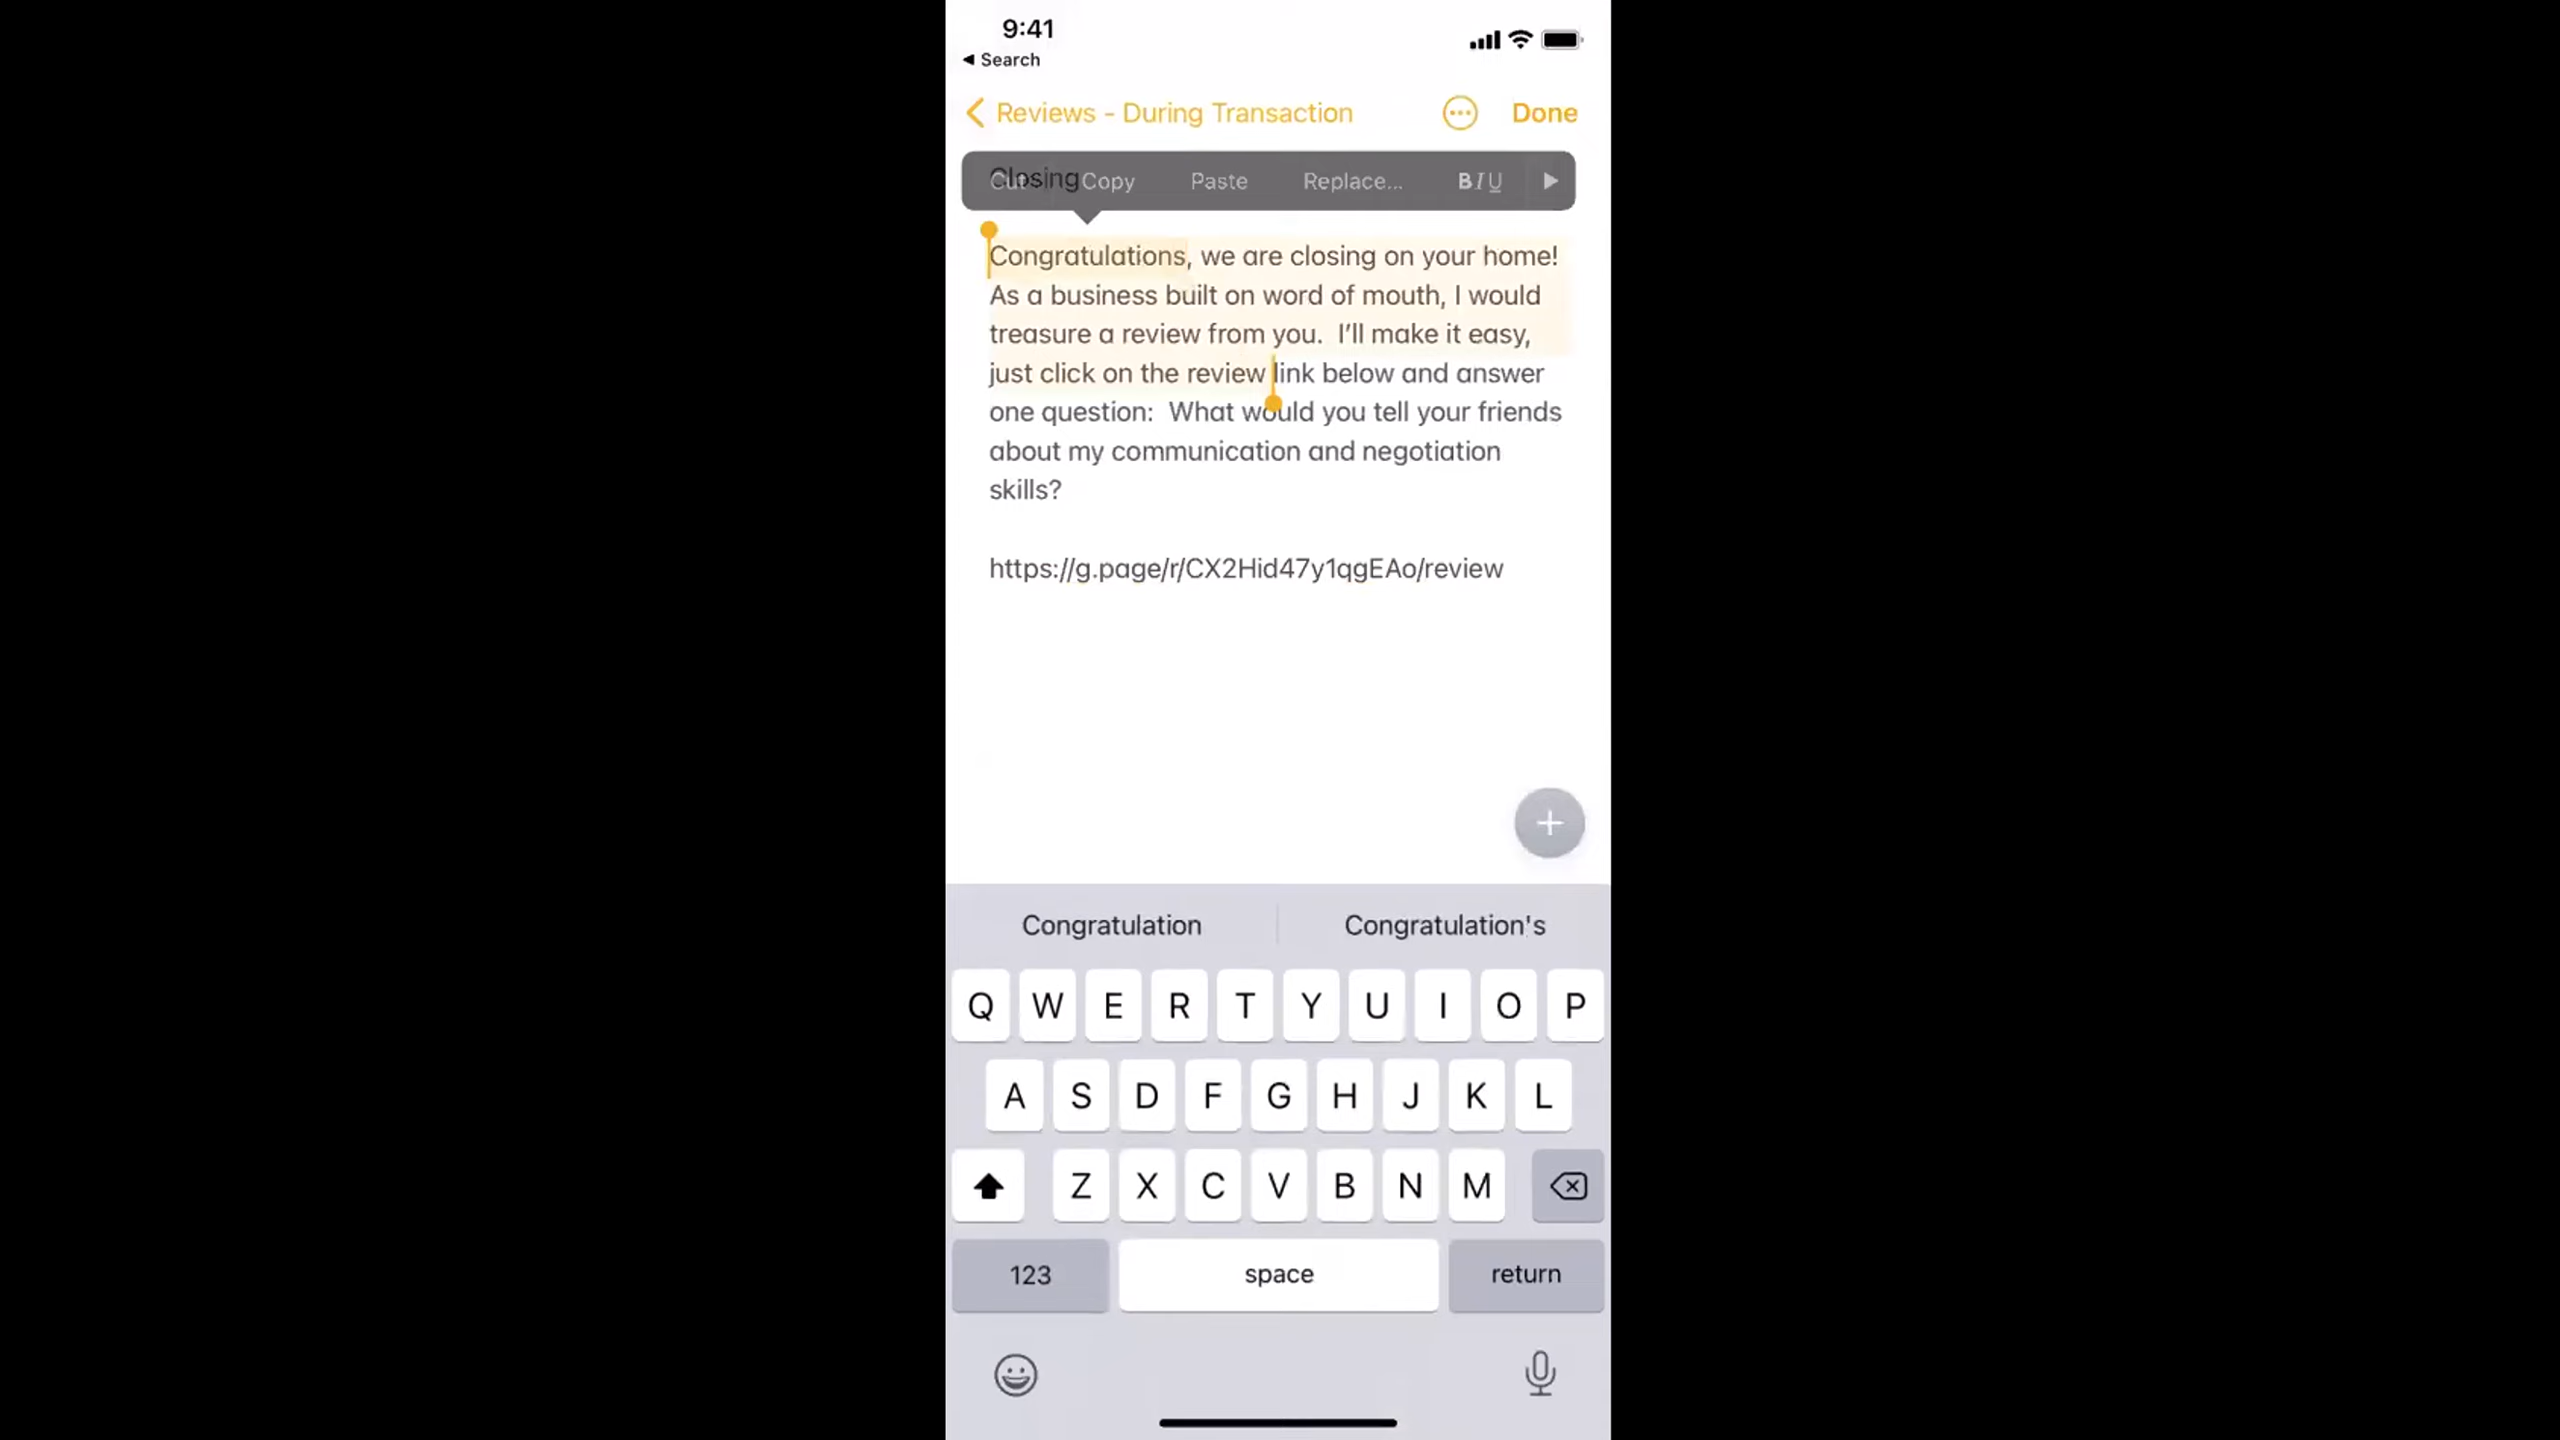 9:41
Search
Reviews - During Transaction
Done
Closing
Cut
Copy
Paste
Replace...
BIU
Congratulations, we are closing on your home!
As a business built on word of mouth, I would
treasure a review from you.  I’ll make it easy,
just click on the review link below and answer
one question:  What would you tell your friends
about my communication and negotiation
skills?
https://g.page/r/CX2Hid47y1qgEAo/review
Congratulation
Congratulation's
Q W E R T Y U I O P
A S D F G H J K L
Z X C V B N M
123
space
return